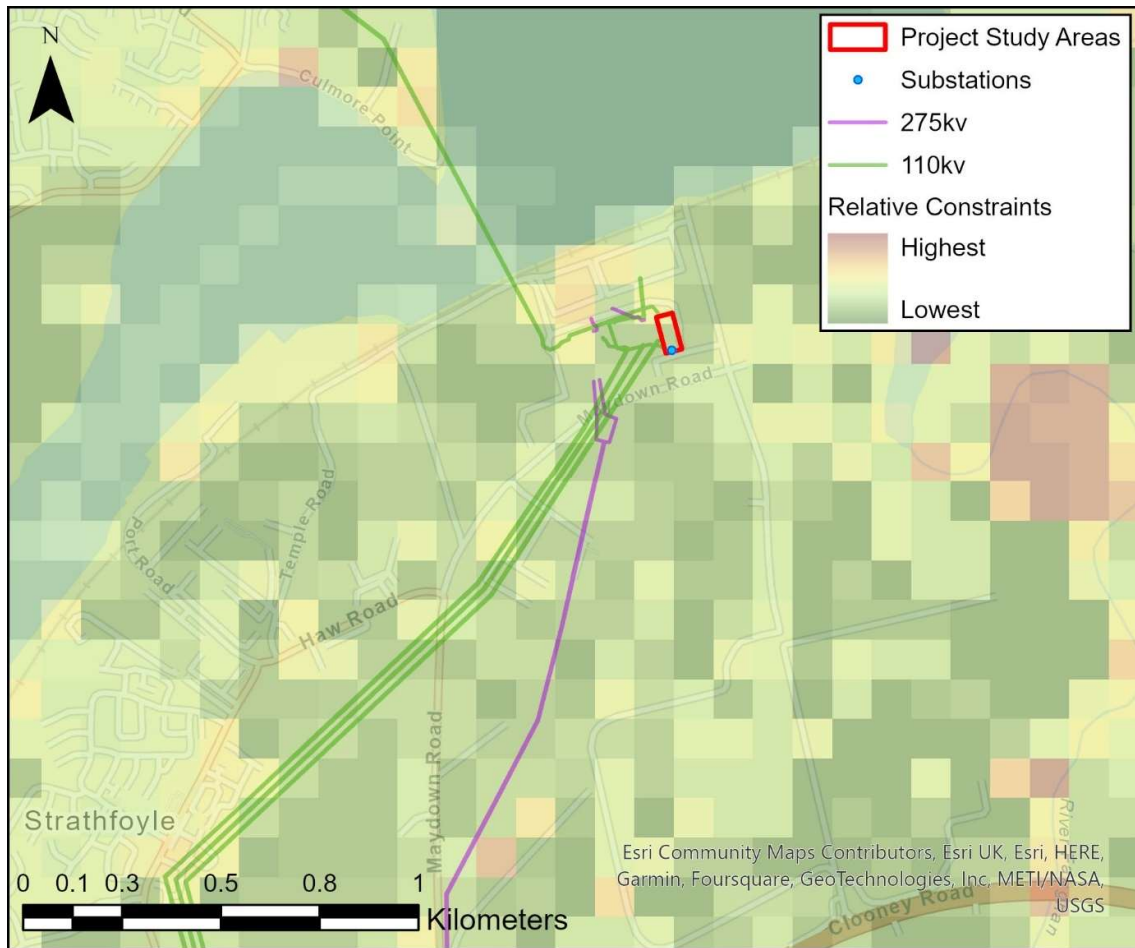 N
Project Study Areas
Substations
275kv
110kv
Relative Constraints
Highest
Lowest
Culmore Point
Maydown Road
Port Road
Temple Road
Haw Road
Maydown Road
Strathfoyle
Clooney Road
Esri Community Maps Contributors, Esri UK, Esri, HERE,
Garmin, Foursquare, GeoTechnologies, Inc, METI/NASA,
USGS
0 0.1 0.3 0.5 0.8 1
Kilometers